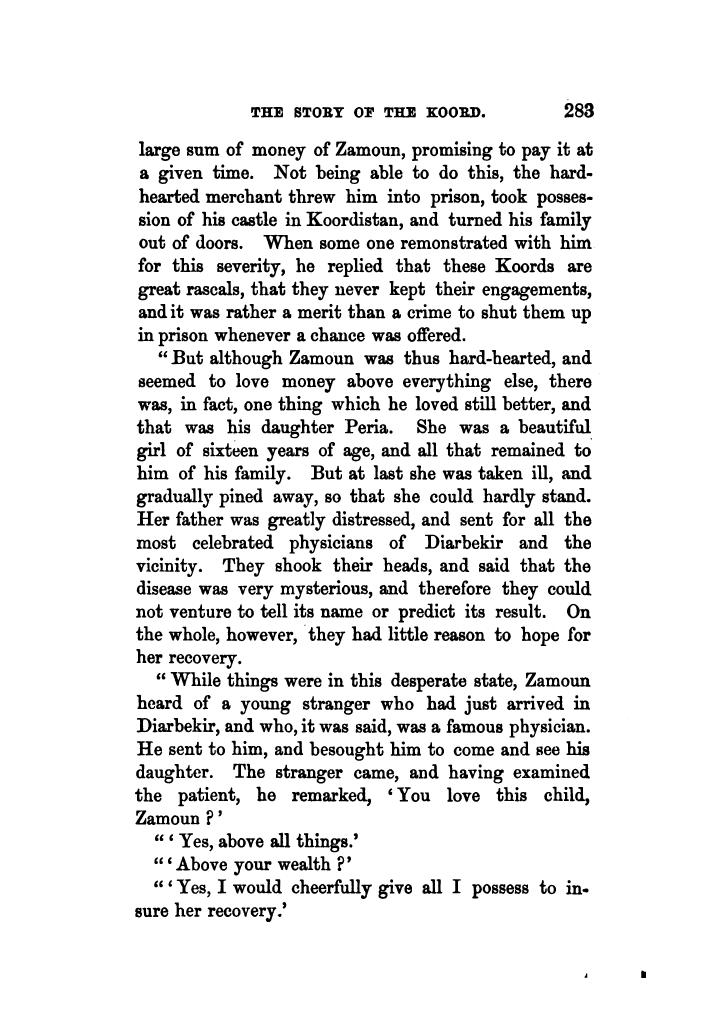 THE STORY OF THE KOORD. 283
large sum of money of Zamoun, promising to pay it at
a given time. Not being able to do this, the hard-
hearted merchant threw him into prison, took posses-
sion of his castle in Koordistan, and turned his family
out of doors. When some one remonstrated with him
for this severity, he replied that these Koords are
great rascals, that they never kept their engagements,
and it was rather a merit than a crime to shut them up
in prison whenever a chance was offered.
“But although Zamoun was thus hard-hearted, and
seemed to love money above everything else, there
was, in fact, one thing which he loved still better, and
that was his daughter Peria. She was a beautiful
girl of sixteen years of age, and all that remained to
him of his family. But at last she was taken ill, and
gradually pined away, so that she could hardly stand.
Her father was greatly distressed, and sent for all the
most celebrated physicians of Diarbekir and the
vicinity. They shook their heads, and said that the
disease was very mysterious, and therefore they could
not venture to tell its name or predict its result. On
the whole, however, they had little reason to hope for
her recovery.
“While things were in this desperate state, Zamoun
heard of a young stranger who had just arrived in
Diarbekir, and who, it was said, was a famous physician.
He sent to him, and besought him to come and see his
daughter. The stranger came, and having examined
the patient, he remarked, ‘You love this child,
Zamoun?’
“‘Yes, above all things.’
“‘Above your wealth?’
“‘Yes, I would cheerfully give all I possess to in-
sure her recovery.’